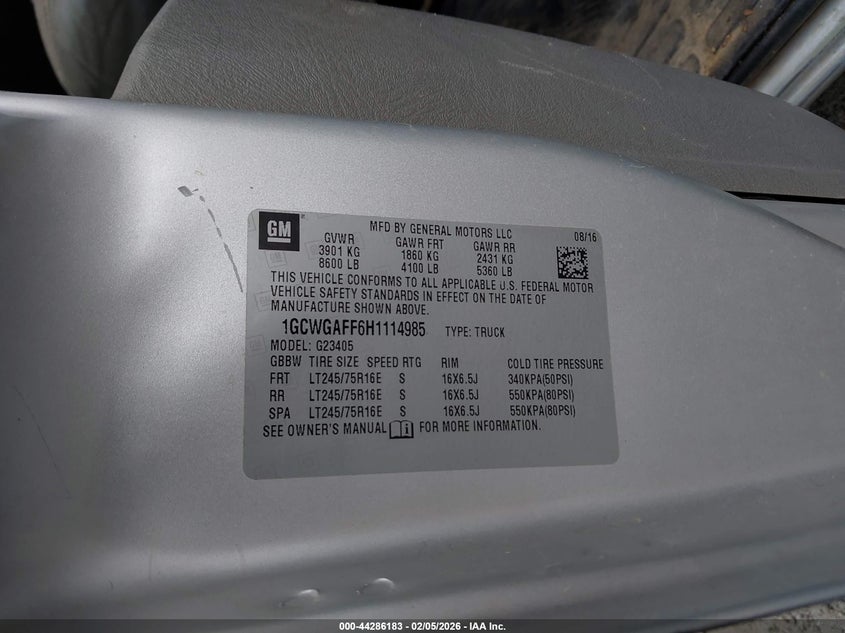 GM
MFD BY GENERAL MOTORS LLC
08/16
GVWR GAWR FRT GAWR RR
3901 KG 1860 KG 2431 KG
8600 LB 4100 LB 5360 LB
THIS VEHICLE CONFORMS TO ALL APPLICABLE U.S. FEDERAL MOTOR
VEHICLE SAFETY STANDARDS IN EFFECT ON THE DATE OF
MANUFACTURE SHOWN ABOVE.
1GCWGAFF6H1114985 TYPE: TRUCK
MODEL: G23405
GBBW TIRE SIZE SPEED RTG RIM COLD TIRE PRESSURE
FRT LT245/75R16E S 16X6.5J 340KPA(50PSI)
RR LT245/75R16E S 16X6.5J 550KPA(80PSI)
SPA LT245/75R16E S 16X6.5J 550KPA(80PSI)
SEE OWNER'S MANUAL FOR MORE INFORMATION.
000-44286183 - 02/05/2026 - IAA Inc.